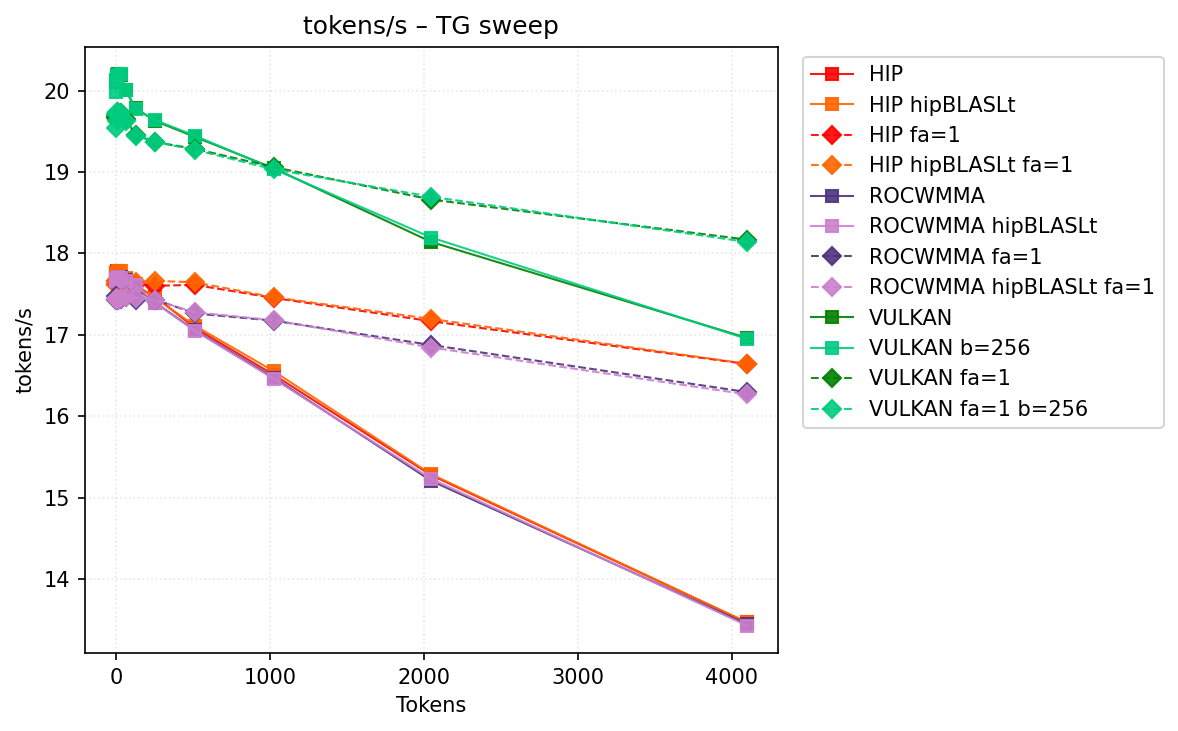 tokens/s – TG sweep
tokens/s
20
19
18
17
16
15
14
0
1000
2000
3000
4000
Tokens
HIP
HIP hipBLASLt
HIP fa=1
HIP hipBLASLt fa=1
ROCWMMA
ROCWMMA hipBLASLt
ROCWMMA fa=1
ROCWMMA hipBLASLt fa=1
VULKAN
VULKAN b=256
VULKAN fa=1
VULKAN fa=1 b=256